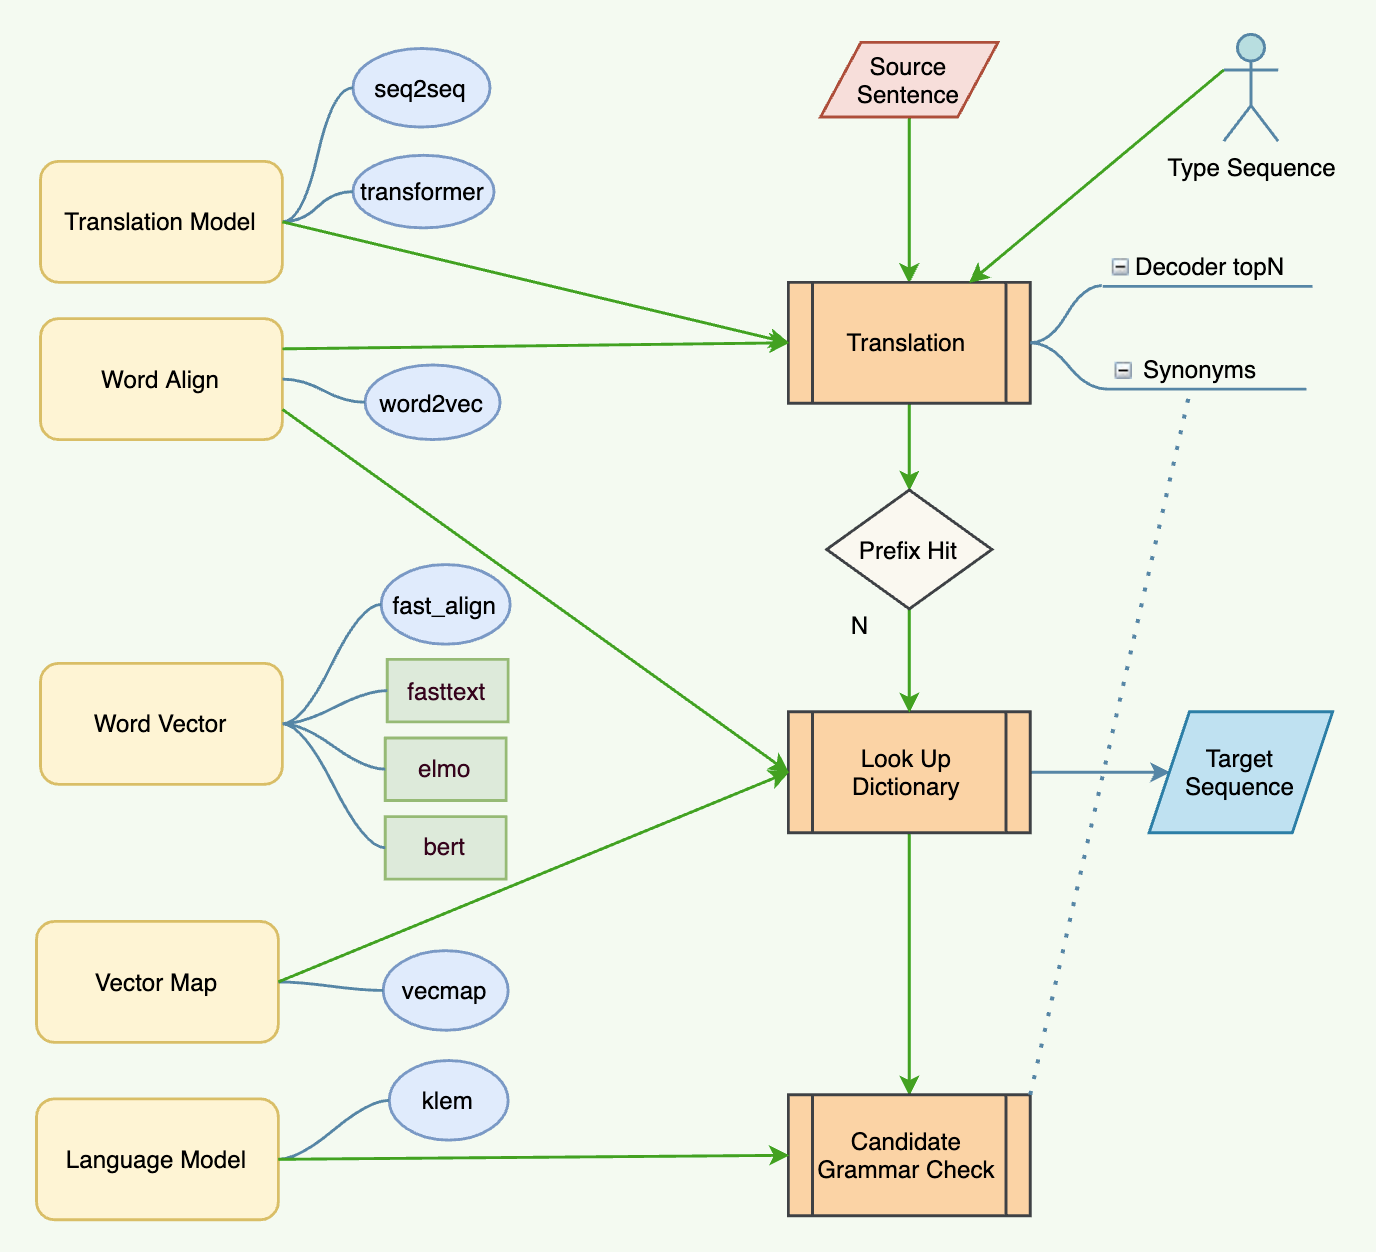 seq2seq
transformer
Translation Model
Source
Sentence
Type Sequence
Word Align
word2vec
Translation
Decoder topN
Synonyms
Prefix Hit
N
fast_align
fasttext
elmo
bert
Word Vector
Look Up
Dictionary
Target
Sequence
Vector Map
vecmap
klem
Language Model
Candidate
Grammar Check